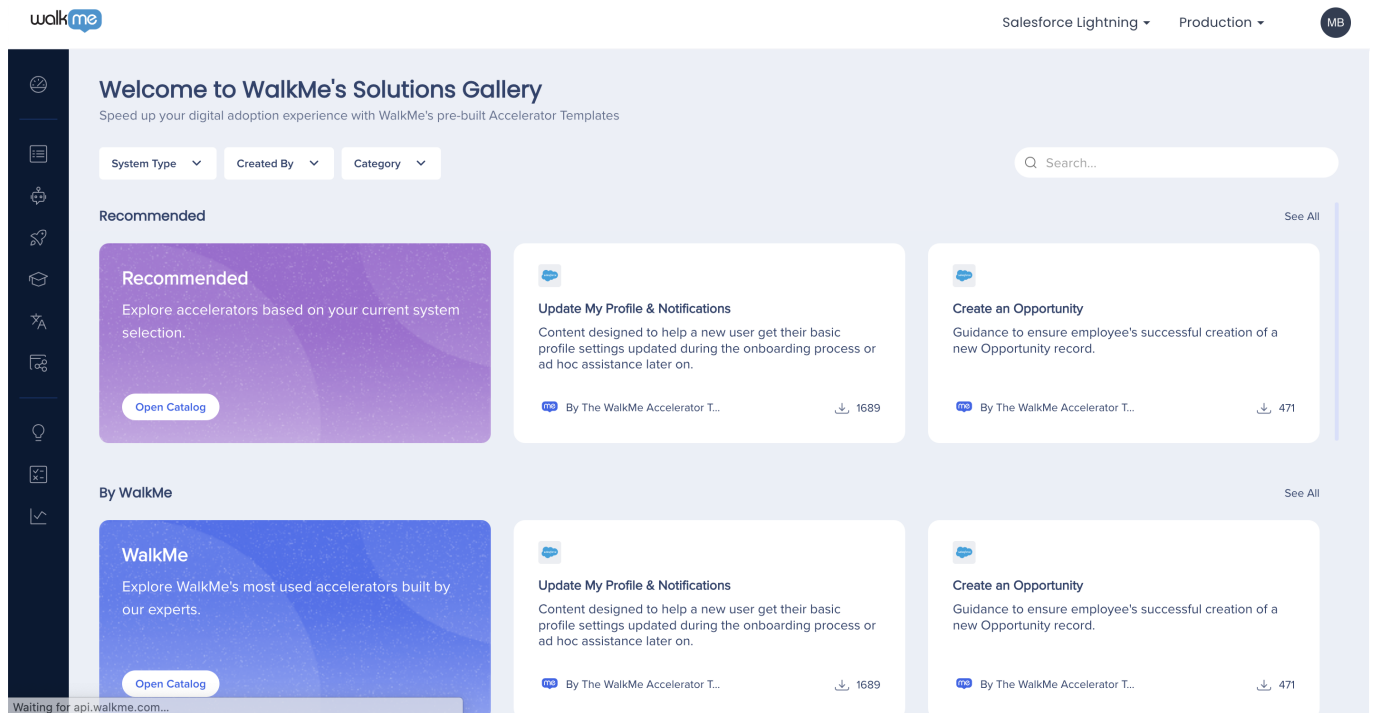 walkme
Salesforce Lightning
Production
MB
Welcome to WalkMe's Solutions Gallery
Speed up your digital adoption experience with WalkMe's pre-built Accelerator Templates
System Type
Created By
Category
Search...
Recommended
See All
Recommended
Explore accelerators based on your current system
selection.
Open Catalog
Update My Profile & Notifications
Content designed to help a new user get their basic
profile settings updated during the onboarding process or
ad hoc assistance later on.
me By The WalkMe Accelerator T...
1689
Create an Opportunity
Guidance to ensure employee's successful creation of a
new Opportunity record.
me By The WalkMe Accelerator T...
471
By WalkMe
See All
WalkMe
Explore WalkMe's most used accelerators built by
our experts.
Open Catalog
Update My Profile & Notifications
Content designed to help a new user get their basic
profile settings updated during the onboarding process or
ad hoc assistance later on.
me By The WalkMe Accelerator T...
1689
Create an Opportunity
Guidance to ensure employee's successful creation of a
new Opportunity record.
me By The WalkMe Accelerator T...
471
Waiting for api.walkme.com...